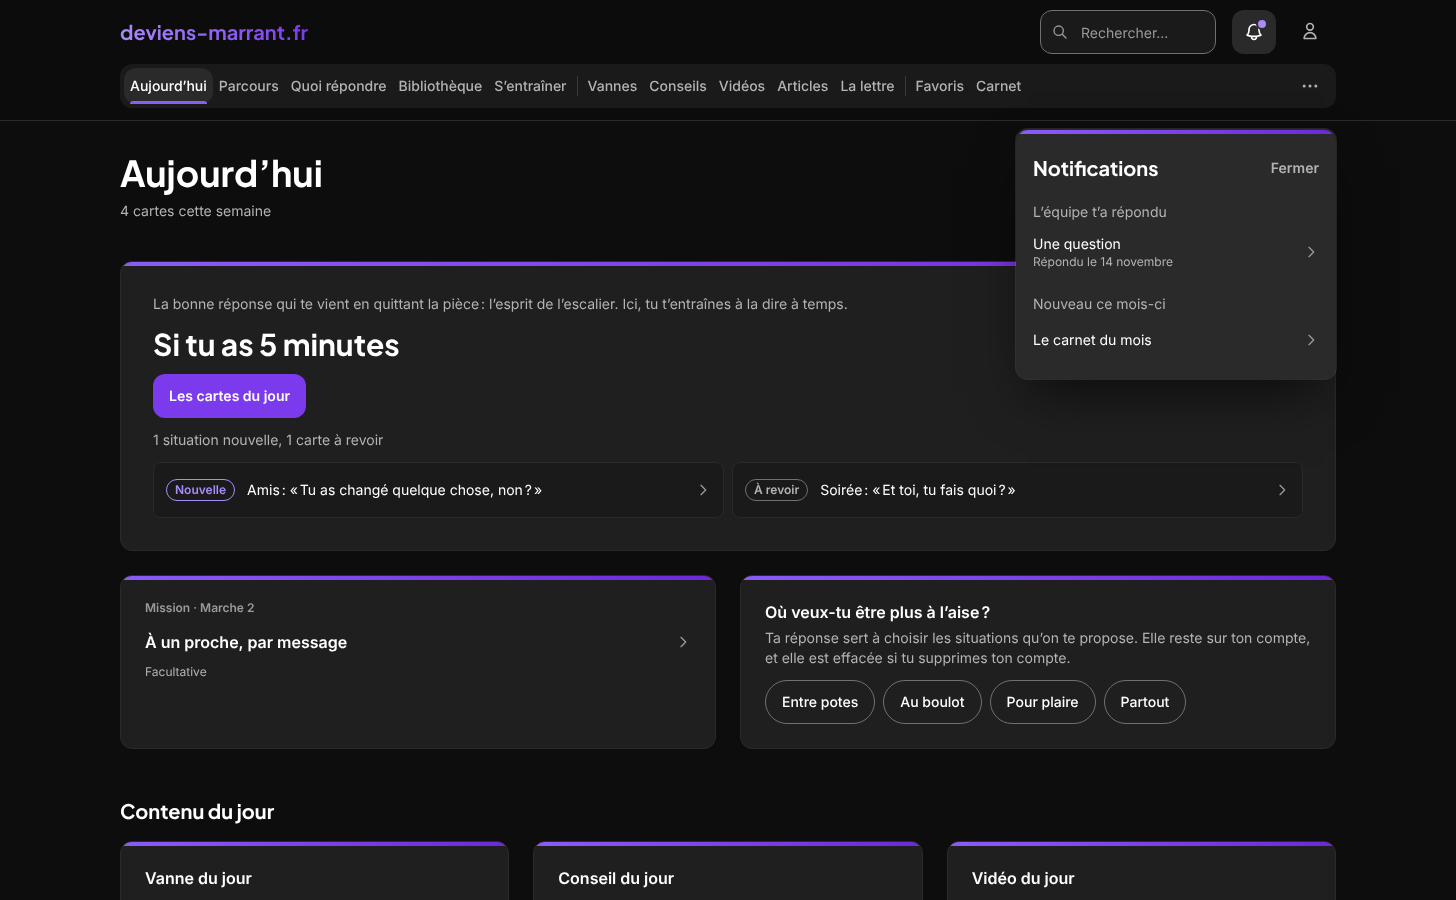 deviens-marrant.fr
Rechercher…
Aujourd’hui Parcours Quoi répondre Bibliothèque S’entraîner Vannes Conseils Vidéos Articles La lettre Favoris Carnet
Notifications
Fermer
L’équipe t’a répondu
Une question
Répondu le 14 novembre
Nouveau ce mois-ci
Le carnet du mois
Aujourd’hui
4 cartes cette semaine
La bonne réponse qui te vient en quittant la pièce : l’esprit de l’escalier. Ici, tu t’entraînes à la dire à temps.
Si tu as 5 minutes
Les cartes du jour
1 situation nouvelle, 1 carte à revoir
Nouvelle Amis : « Tu as changé quelque chose, non ? »
À revoir Soirée : « Et toi, tu fais quoi ? »
Mission · Marche 2
À un proche, par message
Facultative
Où veux-tu être plus à l’aise ?
Ta réponse sert à choisir les situations qu’on te propose. Elle reste sur ton compte,
et elle est effacée si tu supprimes ton compte.
Entre potes Au boulot Pour plaire Partout
Contenu du jour
Vanne du jour
Conseil du jour
Vidéo du jour